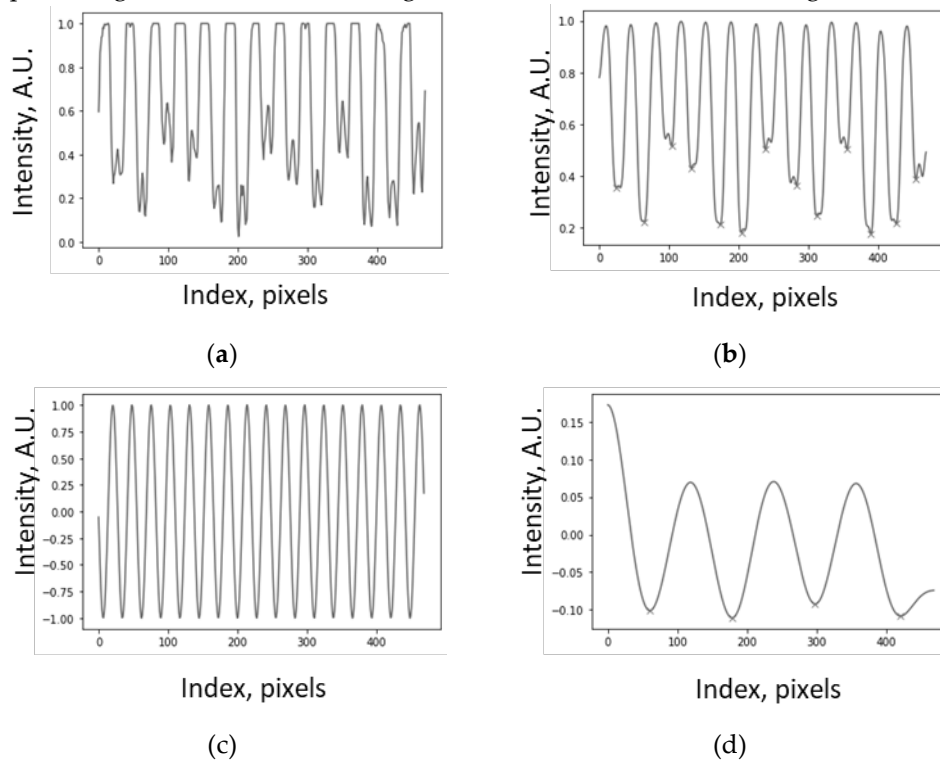 Intensity, A.U.
1.0
0.8
0.6
0.4
0.2
0.0
0 100 200 300 400
Index, pixels
(a)
Intensity, A.U.
1.0
0.8
0.6
0.4
0.2
0 100 200 300 400
Index, pixels
(b)
Intensity, A.U.
1.00
0.75
0.50
0.25
0.00
−0.25
−0.50
−0.75
−1.00
0 100 200 300 400
Index, pixels
(c)
Intensity, A.U.
0.15
0.10
0.05
0.00
−0.05
−0.10
0 100 200 300 400
Index, pixels
(d)